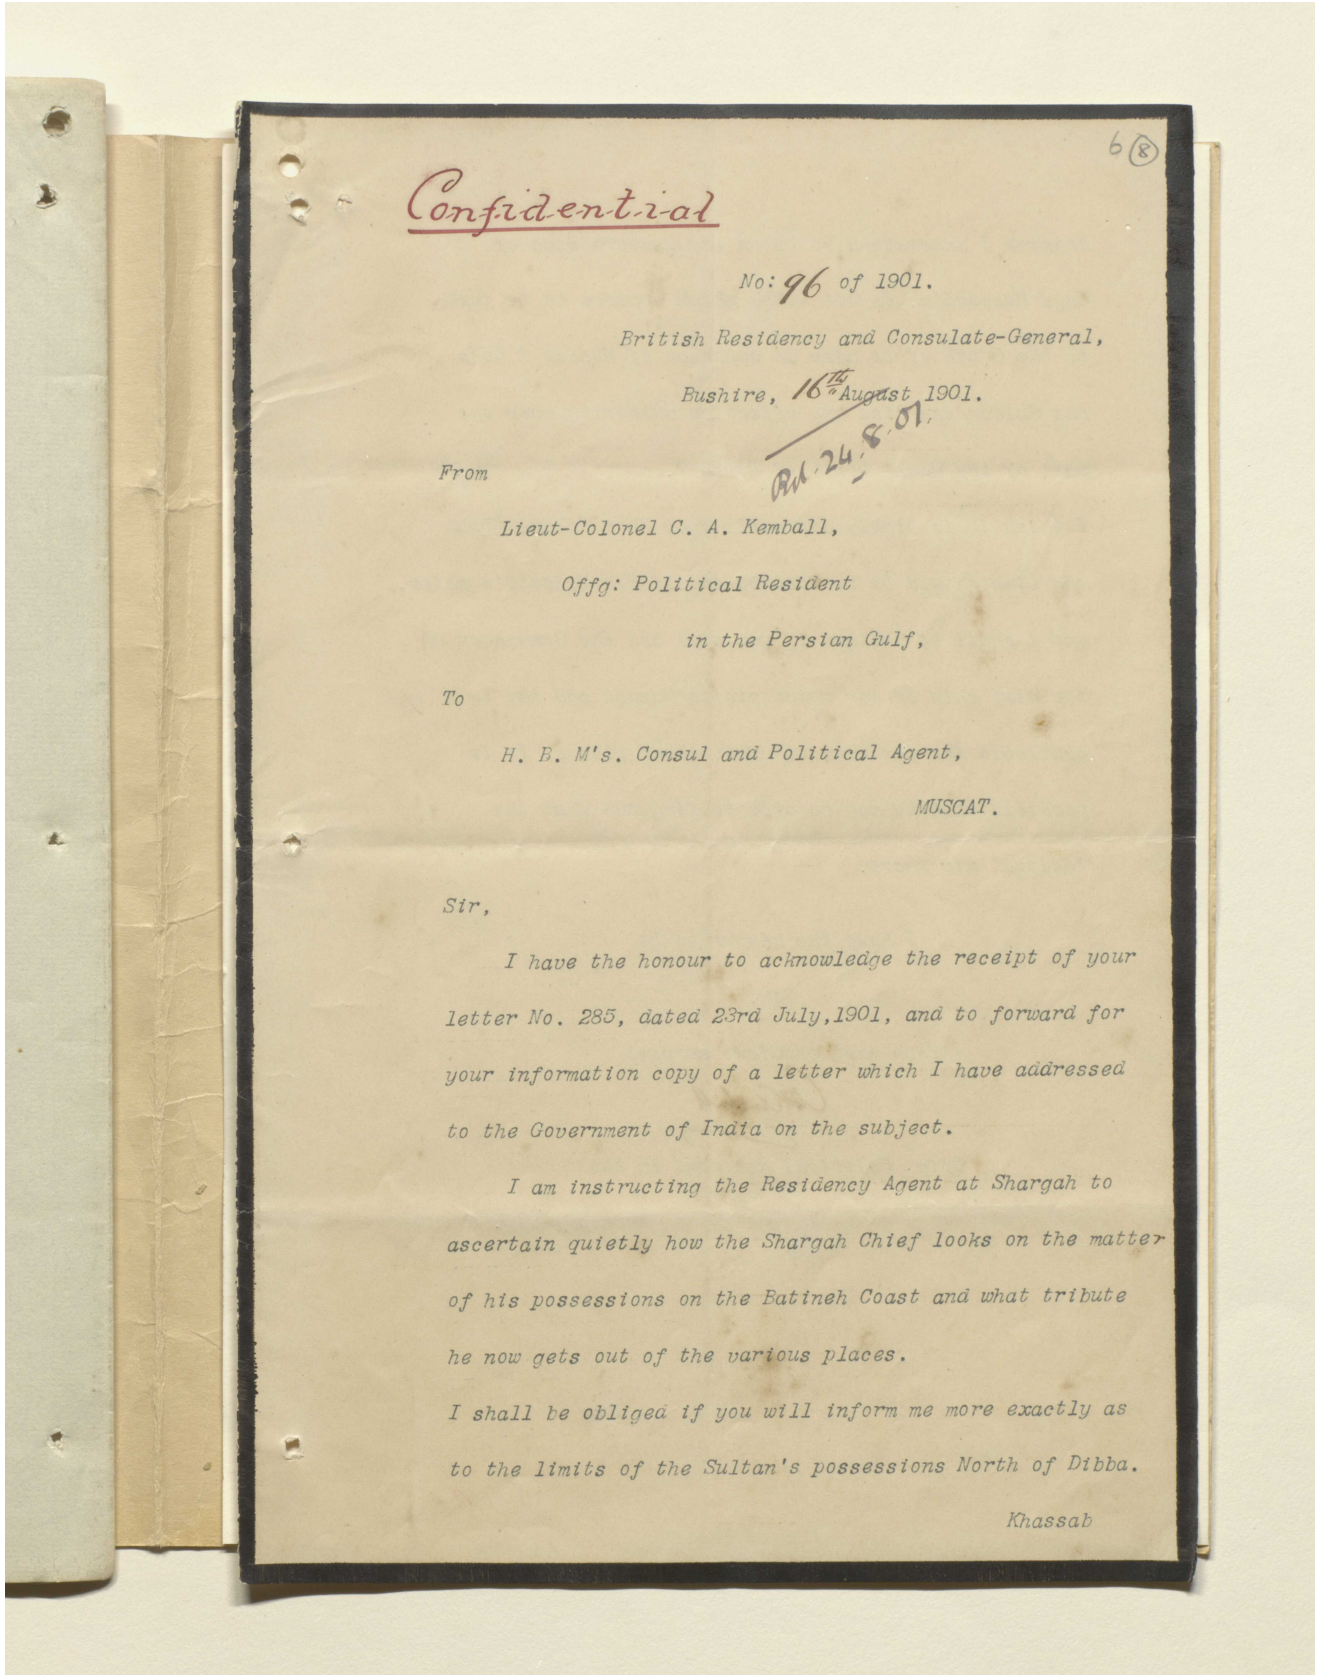 6 8
Confidential
No: 96 of 1901.
British Residency and Consulate-General,
Bushire, 16th August 1901.
Rd. 24.8.01.
From
Lieut-Colonel C. A. Kemball,
Offg: Political Resident
in the Persian Gulf,
To
H. B. M's. Consul and Political Agent,
MUSCAT.
Sir,
I have the honour to acknowledge the receipt of your
letter No. 285, dated 23rd July,1901, and to forward for
your information copy of a letter which I have addressed
to the Government of India on the subject.
I am instructing the Residency Agent at Shargah to
ascertain quietly how the Shargah Chief looks on the matter
of his possessions on the Batineh Coast and what tribute
he now gets out of the various places.
I shall be obliged if you will inform me more exactly as
to the limits of the Sultan's possessions North of Dibba.
Khassab